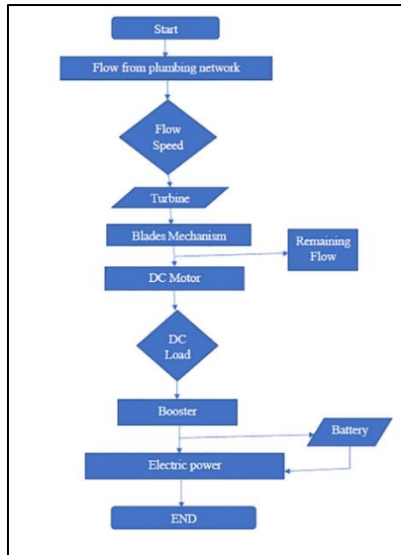 Start
Flow from plumbing network
Flow
Speed
Turbine
Blades Mechanism
Remaining
Flow
DC Motor
DC
Load
Booster
Battery
Electric power
END